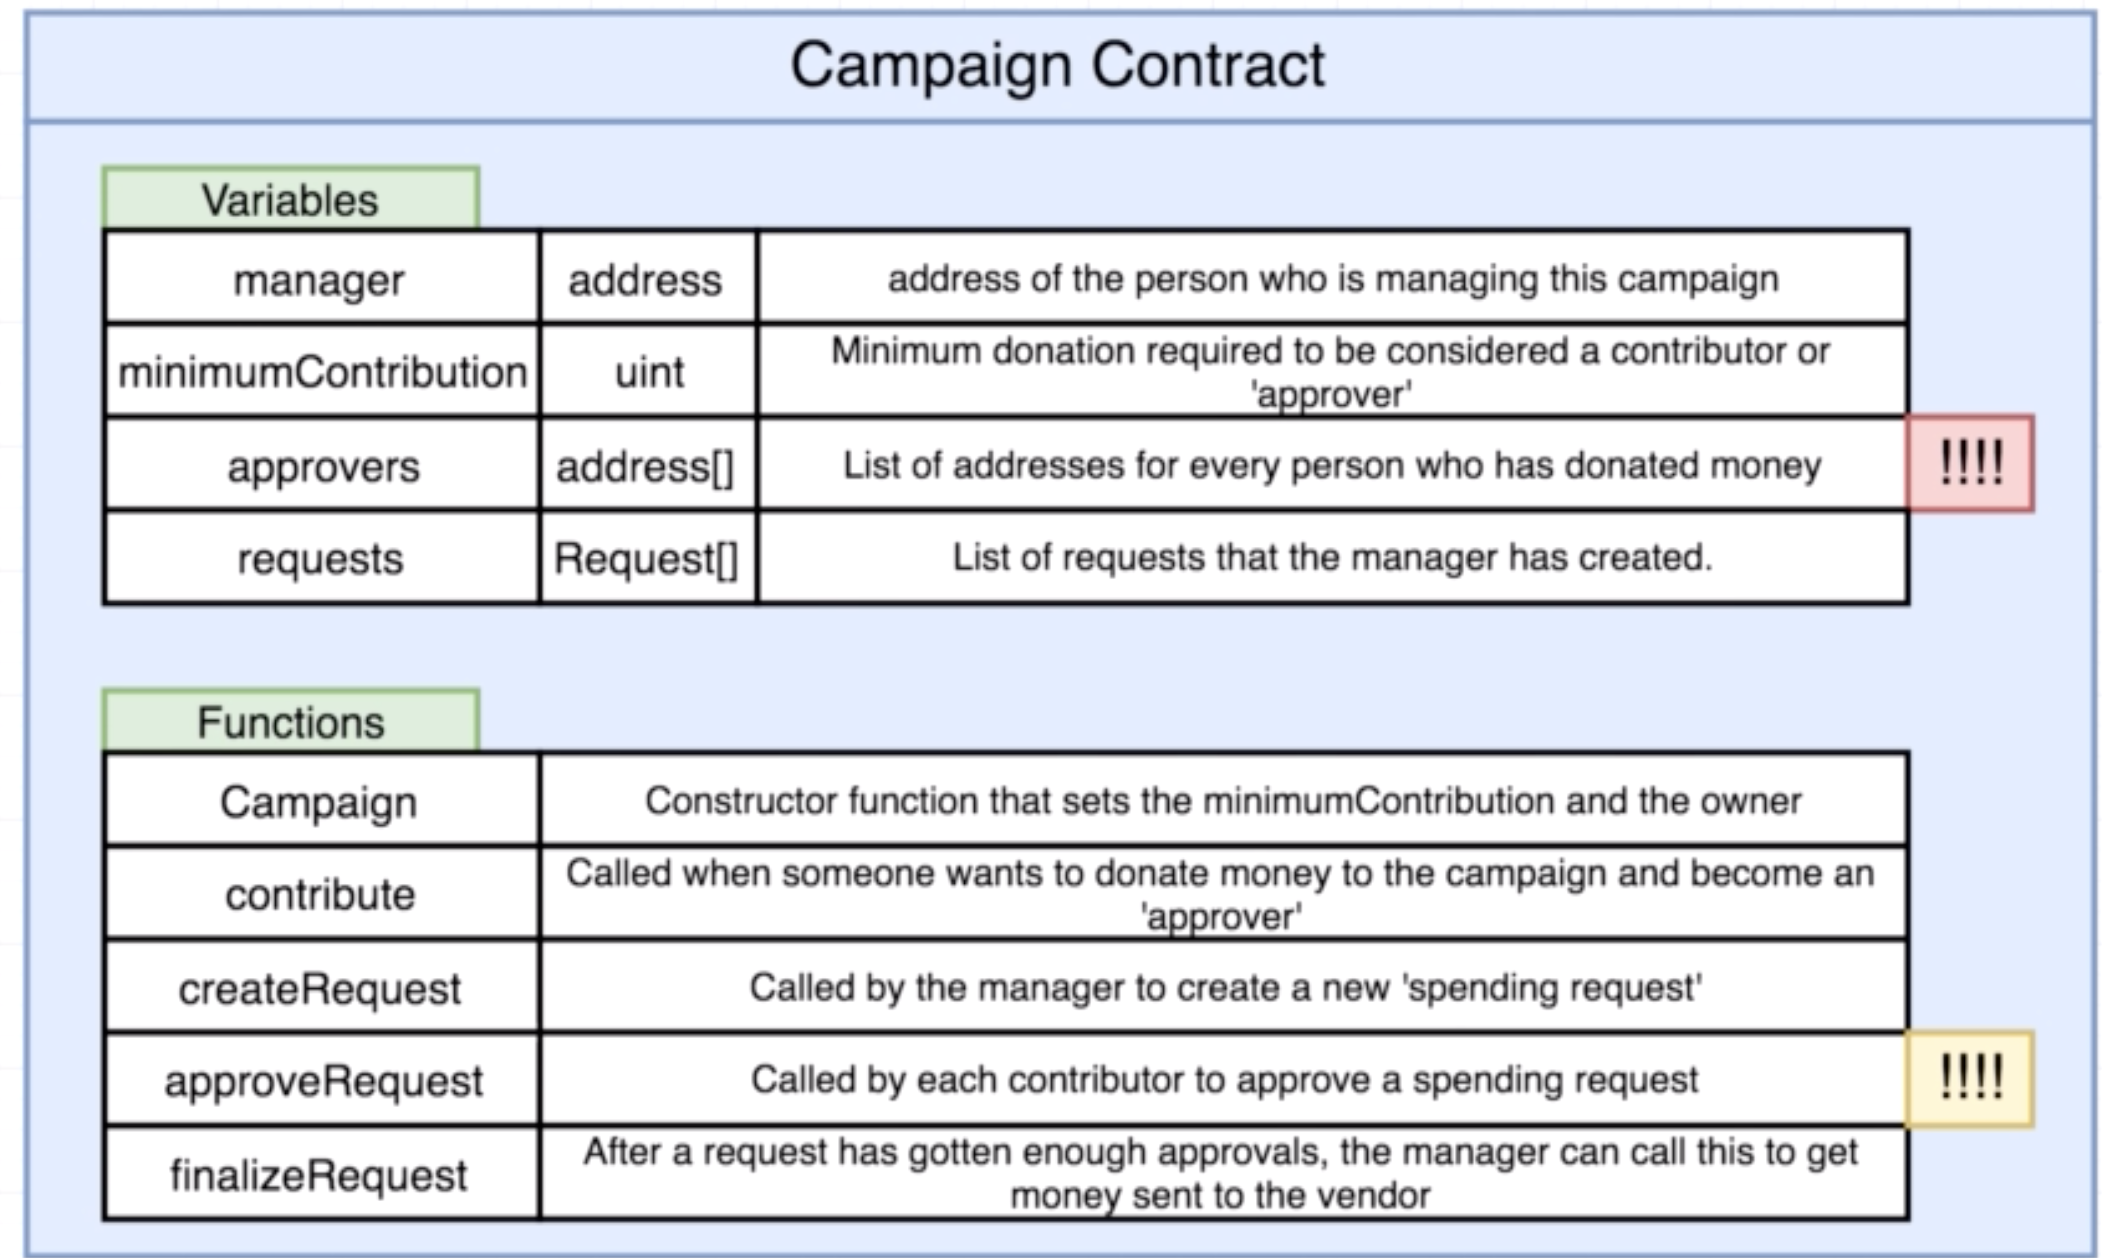 Campaign Contract
Variables
manager address address of the person who is managing this campaign
minimumContribution uint Minimum donation required to be considered a contributor or
'approver'
approvers address[] List of addresses for every person who has donated money !!!!
requests Request[] List of requests that the manager has created.
Functions
Campaign Constructor function that sets the minimumContribution and the owner
contribute Called when someone wants to donate money to the campaign and become an
'approver'
createRequest Called by the manager to create a new 'spending request'
approveRequest Called by each contributor to approve a spending request !!!!
finalizeRequest After a request has gotten enough approvals, the manager can call this to get
money sent to the vendor